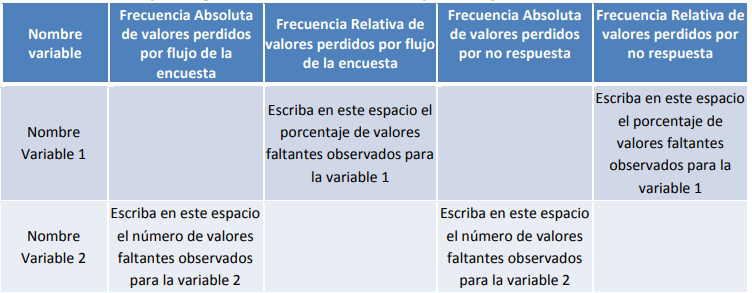 Nombre
variable
Frecuencia Absoluta
de valores perdidos
por flujo de la
encuesta
Frecuencia Relativa de
valores perdidos por flujo
de la encuesta
Frecuencia Absoluta
de valores perdidos
por no respuesta
Frecuencia Relativa de
valores perdidos por
no respuesta
Nombre
Variable 1
Escriba en este espacio el
porcentaje de valores
faltantes observados para
la variable 1
Escriba en este espacio
el porcentaje de
valores faltantes
observados para la
variable 1
Nombre
Variable 2
Escriba en este espacio
el número de valores
faltantes observados
para la variable 2
Escriba en este espacio
el número de valores
faltantes observados
para la variable 2